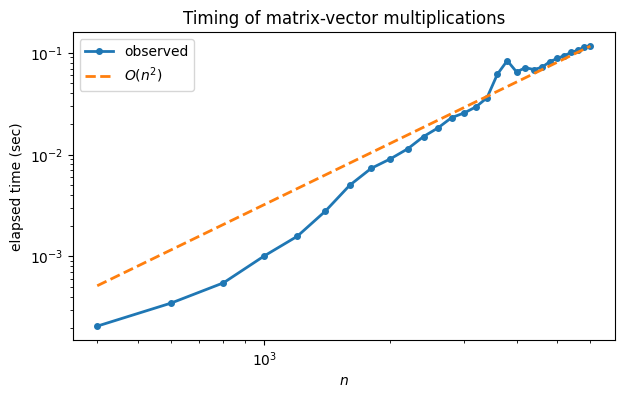 Timing of matrix-vector multiplications
observed
O(n²)
elapsed time (sec)
10⁻¹
10⁻²
10⁻³
10³
n